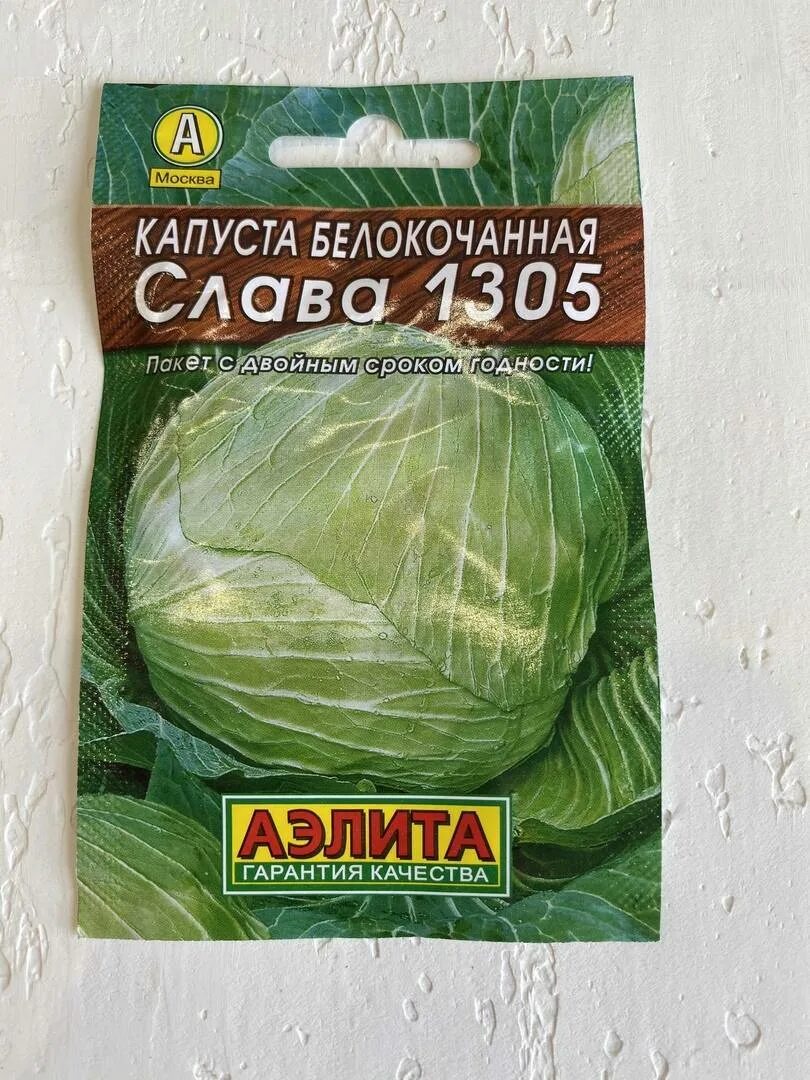 А
Москва
КАПУСТА БЕЛОКОЧАННАЯ
Слава 1305
Пакет с двойным сроком годности!
АЭЛИТА
ГАРАНТИЯ КАЧЕСТВА